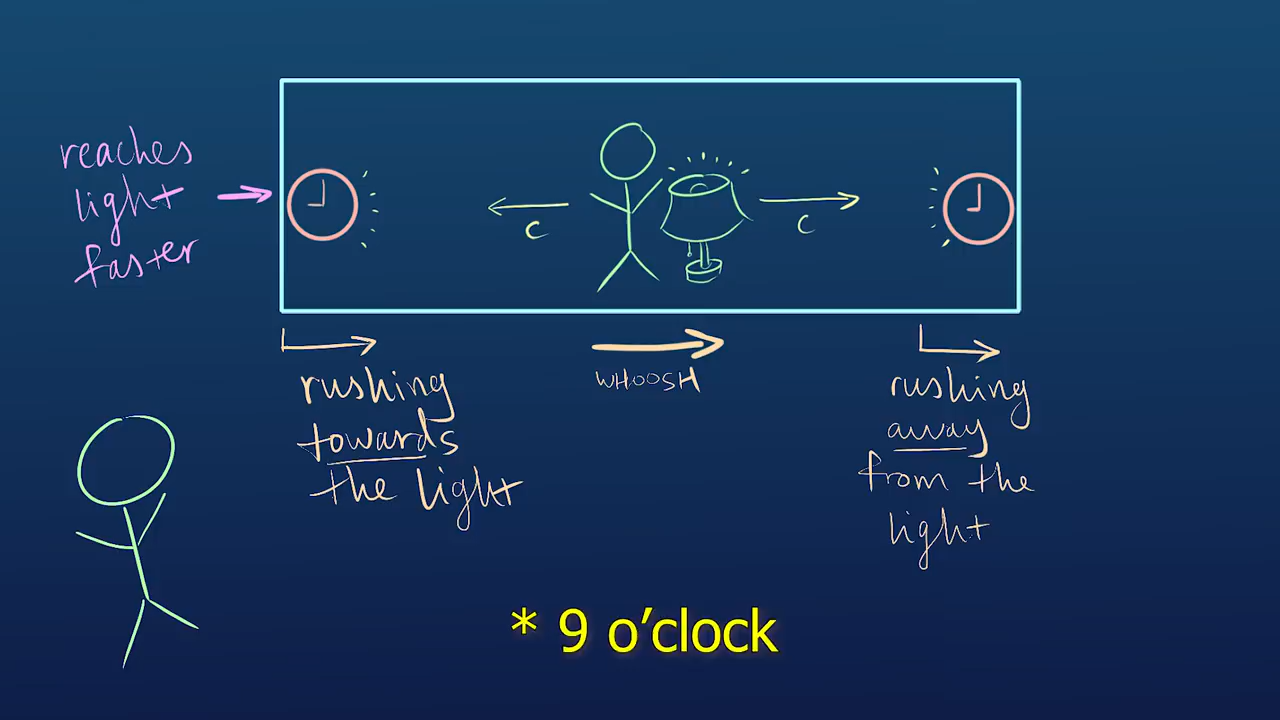 reaches
light
faster
C
C
WHOOSH
rushing
towards
the light
rushing
away
from the
light
* 9 o'clock